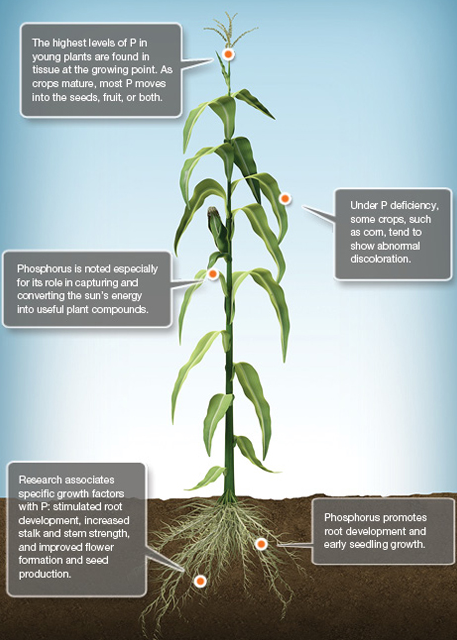 The highest levels of P in
young plants are found in
tissue at the growing point. As
crops mature, most P moves
into the seeds, fruit, or both.
Under P deficiency,
some crops, such
as corn, tend to
show abnormal
discoloration.
Phosphorus is noted especially
for its role in capturing and
converting the sun's energy
into useful plant compounds.
Research associates
specific growth factors
with P: stimulated root
development, increased
stalk and stem strength,
and improved flower
formation and seed
production.
Phosphorus promotes
root development and
early seedling growth.